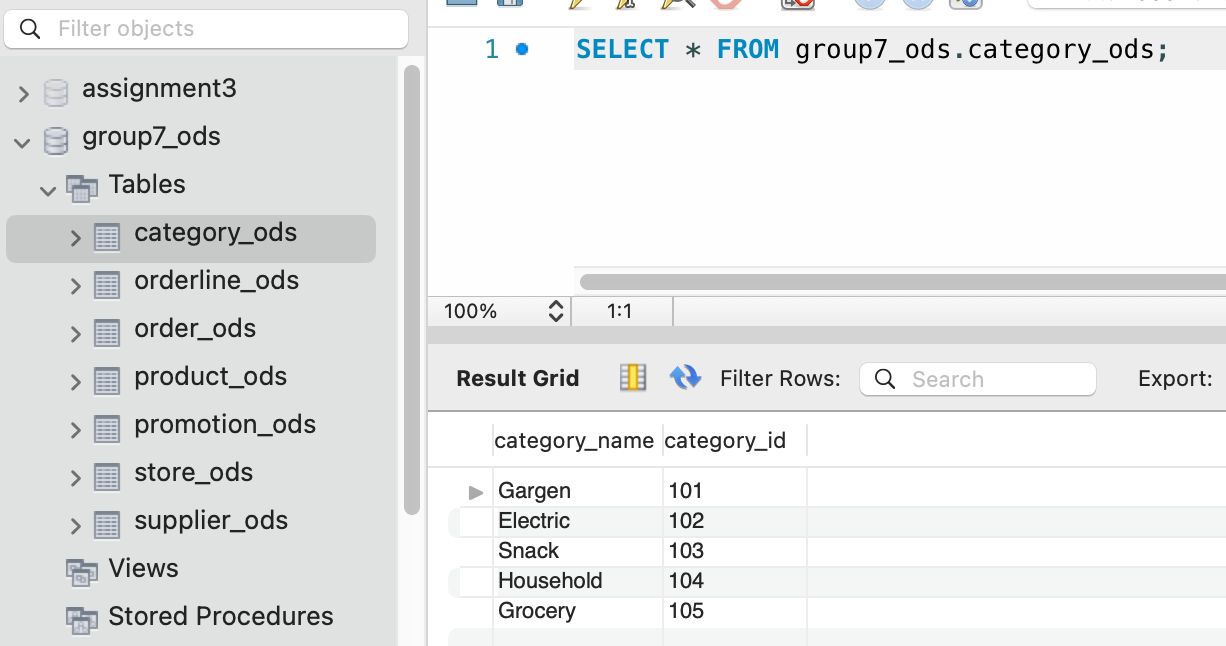 Filter objects
assignment3
group7_ods
Tables
category_ods
orderline_ods
order_ods
product_ods
promotion_ods
store_ods
supplier_ods
Views
Stored Procedures
1 SELECT * FROM group7_ods.category_ods;
100% 1:1
Result Grid Filter Rows: Search Export:
category_name category_id
Gargen 101
Electric 102
Snack 103
Household 104
Grocery 105